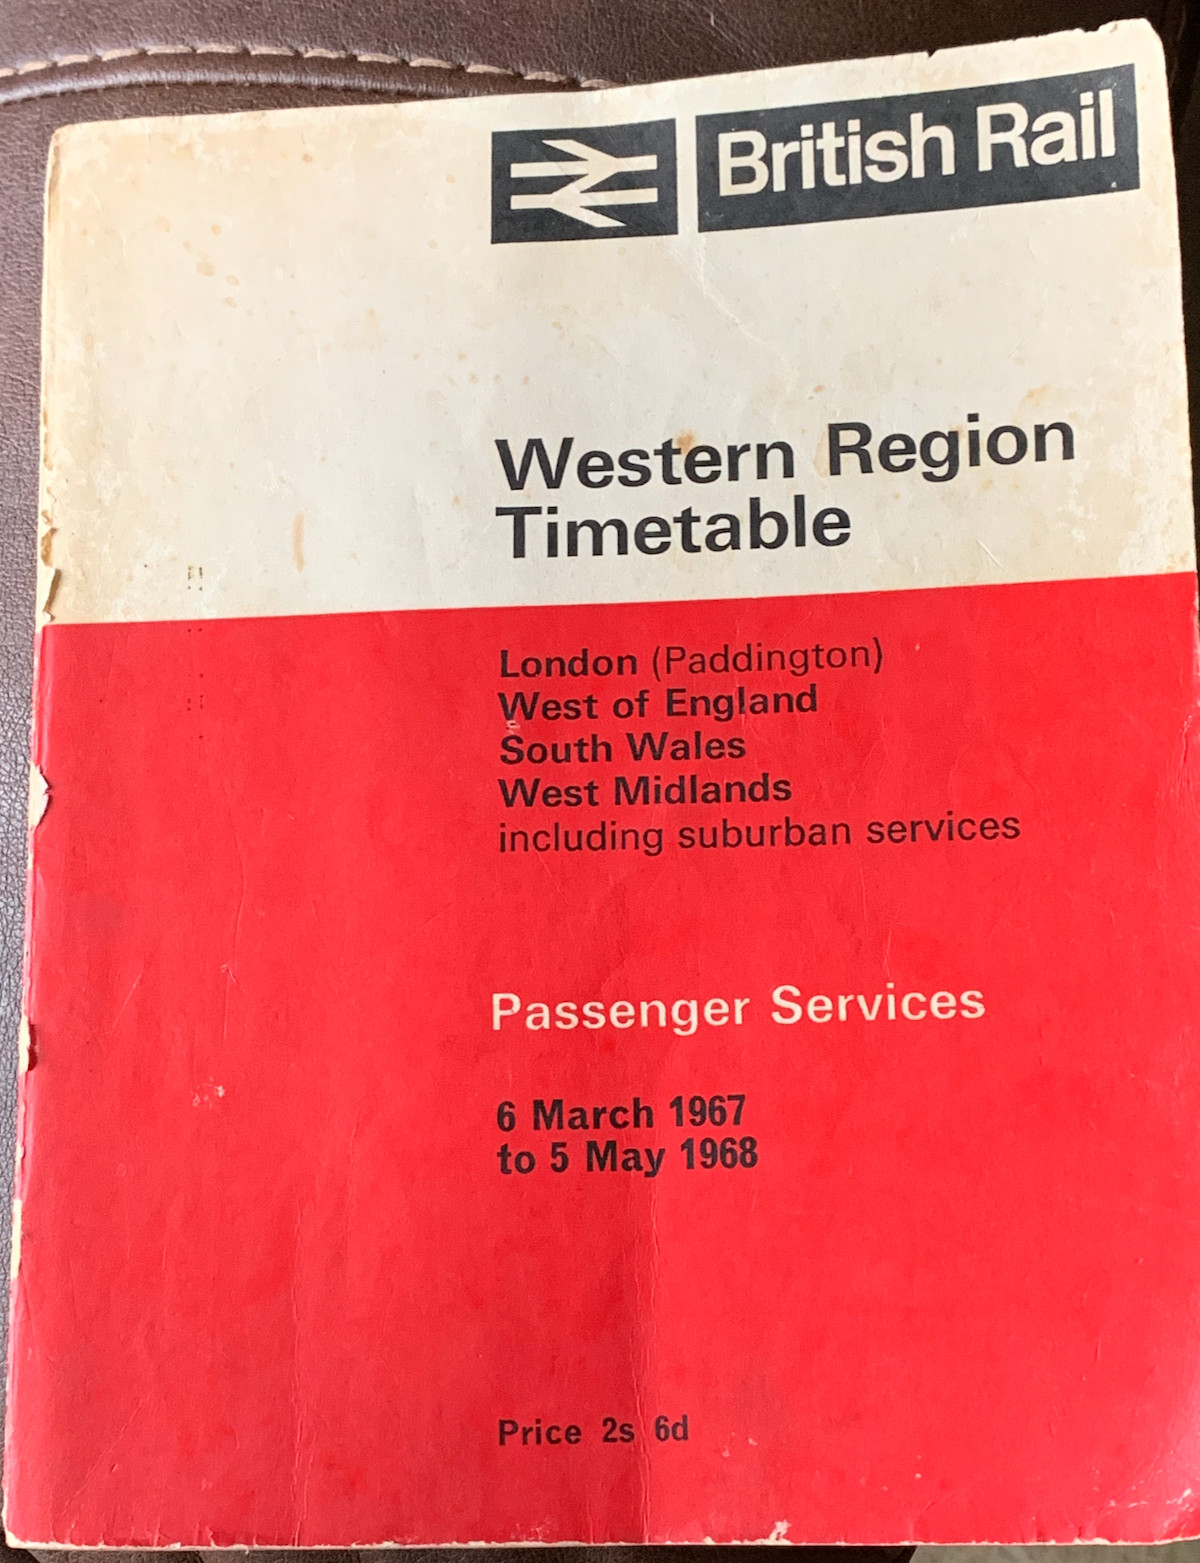 British Rail
Western Region
Timetable
London (Paddington)
West of England
South Wales
West Midlands
including suburban services
Passenger Services
6 March 1967
to 5 May 1968
Price 2s 6d